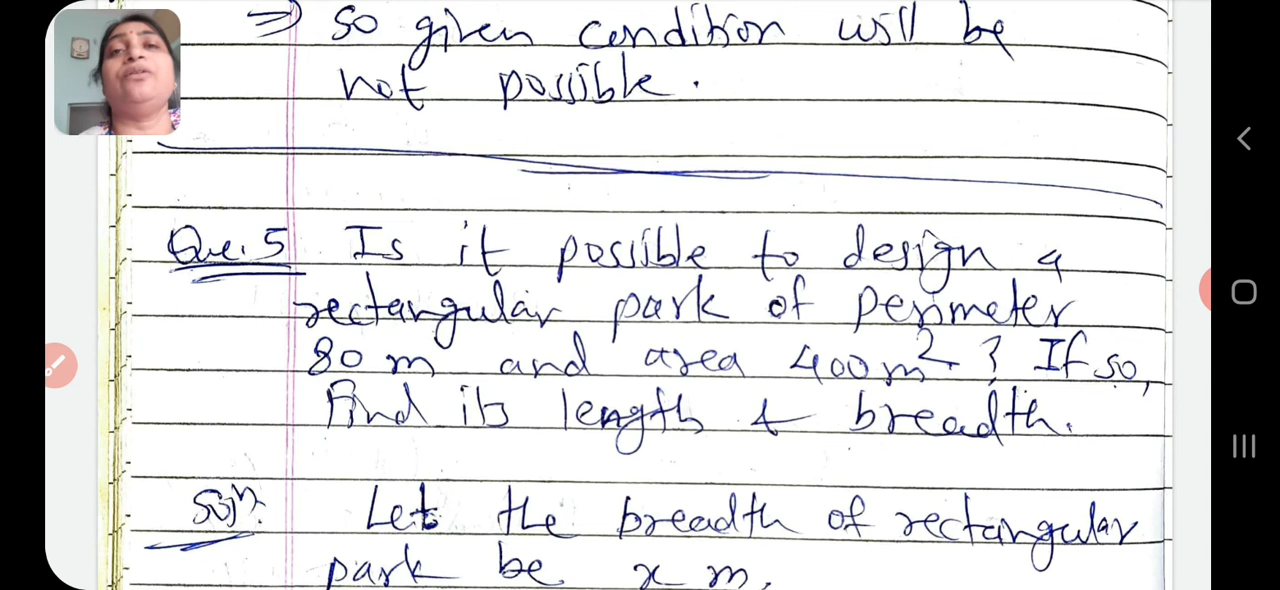 => so given condition will be
not possible.
Que. 5 Is it possible to design a
rectangular park of perimeter
80 m and area 400 m² ? If so,
find its length & breadth.
Soln: Let the breadth of rectangular
park be x m.